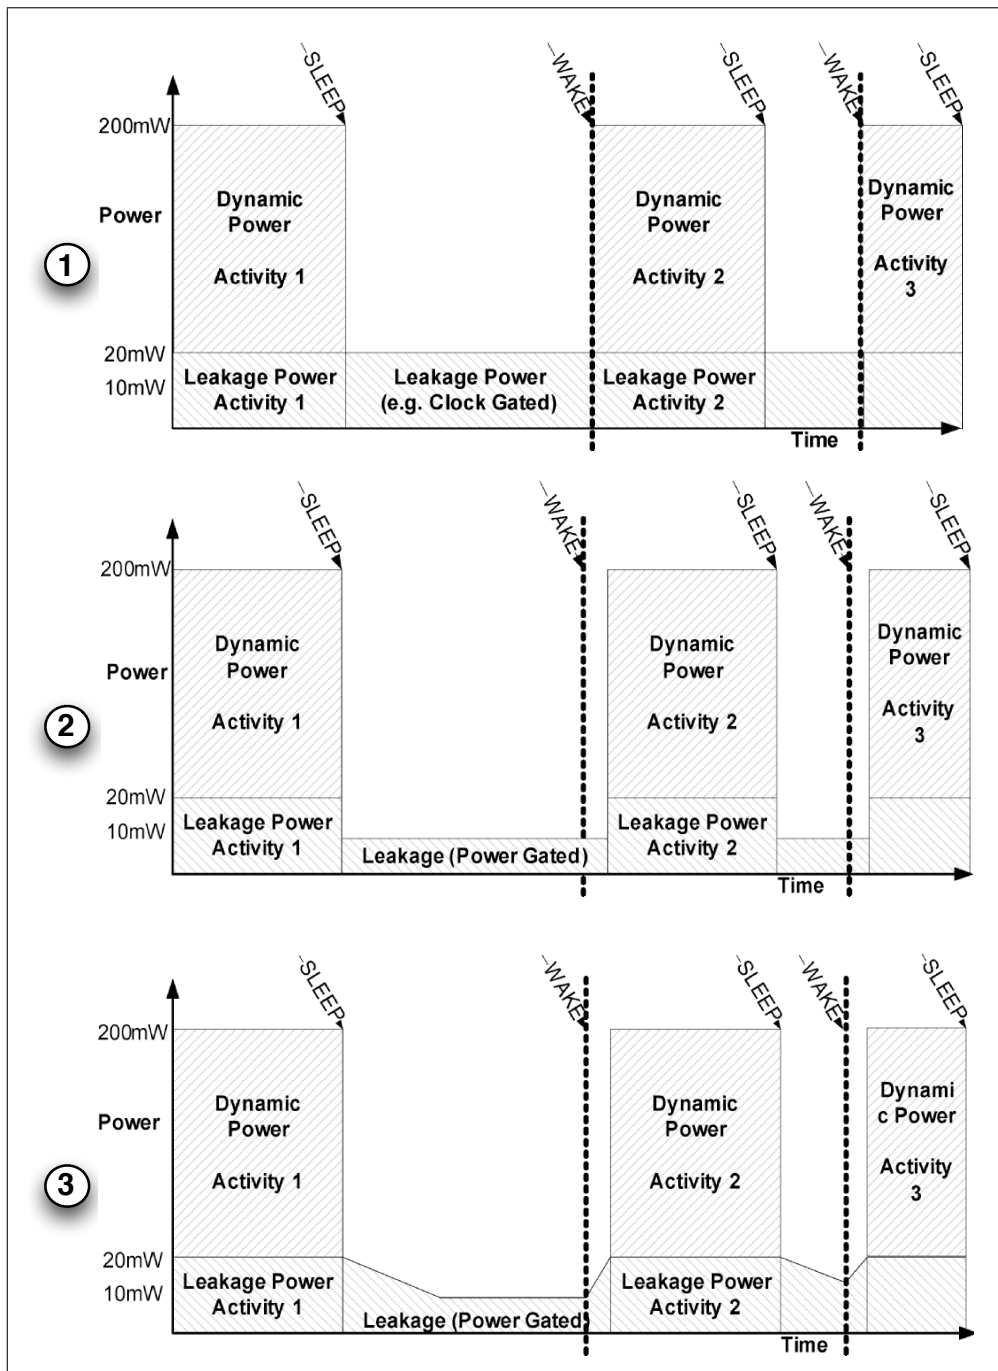 –SLEEP
–WAKE
–SLEEP
–WAKE
–SLEEP
200mW
Power
1
Dynamic
Power
Activity 1
Dynamic
Power
Activity 2
Dynamic
Power
Activity
3
20mW
10mW
Leakage Power
Activity 1
Leakage Power
(e.g. Clock Gated)
Leakage Power
Activity 2
Time
–SLEEP
–WAKE
–SLEEP
–WAKE
–SLEEP
200mW
Power
2
Dynamic
Power
Activity 1
Dynamic
Power
Activity 2
Dynamic
Power
Activity
3
20mW
10mW
Leakage Power
Activity 1
Leakage (Power Gated)
Leakage Power
Activity 2
Time
–SLEEP
–WAKE
–SLEEP
–WAKE
–SLEEP
200mW
Power
3
Dynamic
Power
Activity 1
Dynamic
Power
Activity 2
Dynami
c Power
Activity
3
20mW
10mW
Leakage Power
Activity 1
Leakage (Power Gated)
Leakage Power
Activity 2
Time